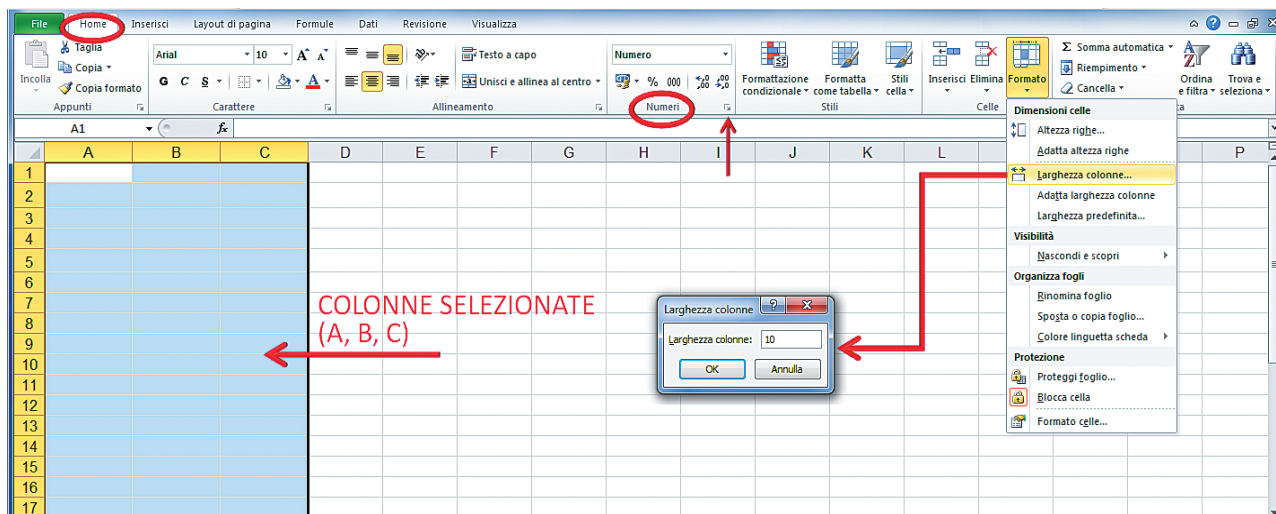 File Home Inserisci Layout di pagina Formule Dati Revisione Visualizza
Incolla
Taglia
Copia
Copia formato
Appunti
Arial 10 A A
G C S A
Carattere
Testo a capo
Unisci e allinea al centro
Allineamento
Numero
% 000 ,00 ,0
Numeri
Formattazione condizionale
Formatta come tabella
Stili cella
Stili
Inserisci Elimina Formato
Celle
Σ Somma automatica
Riempimento
Cancella
Ordina e filtra
Trova e seleziona
A1 fx
A B C D E F G H I J K L P
1
2
3
4
5
6
7
8
9
10
11
12
13
14
15
16
17
COLONNE SELEZIONATE
(A, B, C)
Larghezza colonne
Larghezza colonne: 10
OK Annulla
Dimensioni celle
Altezza righe...
Adatta altezza righe
Larghezza colonne...
Adatta larghezza colonne
Larghezza predefinita...
Visibilità
Nascondi e scopri
Organizza fogli
Rinomina foglio
Sposta o copia foglio...
Colore linguetta scheda
Protezione
Proteggi foglio...
Blocca cella
Formato celle...